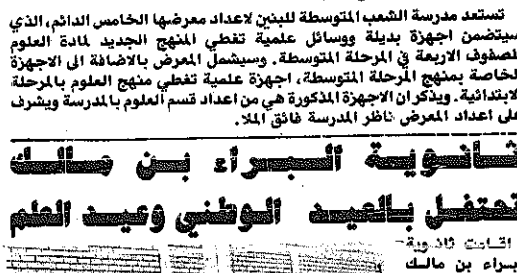 تستعد مدرسة الشعب المتوسطة للبنين لاعداد معرضها الخامس الدائم، الذي
سيتضمن اجهزة بديلة ووسائل علمية تغطي المنهج الجديد لمادة العلوم
للصفوف الاربعة في المرحلة المتوسطة. وسيشمل المعرض بالاضافة الى الاجهزة
الخاصة بمنهج المرحلة المتوسطة، اجهزة علمية تغطي منهج العلوم بالمرحلة
الابتدائية. ويذكر ان الاجهزة المذكورة هي من اعداد قسم العلوم بالمدرسة ويشرف
على اعداد المعرض ناظر المدرسة فائق الملا.
ثانوية البراء بن مالك
تحتفل بالعيد الوطني وعيد العلم
اقامت ثانوية
البراء بن مالك